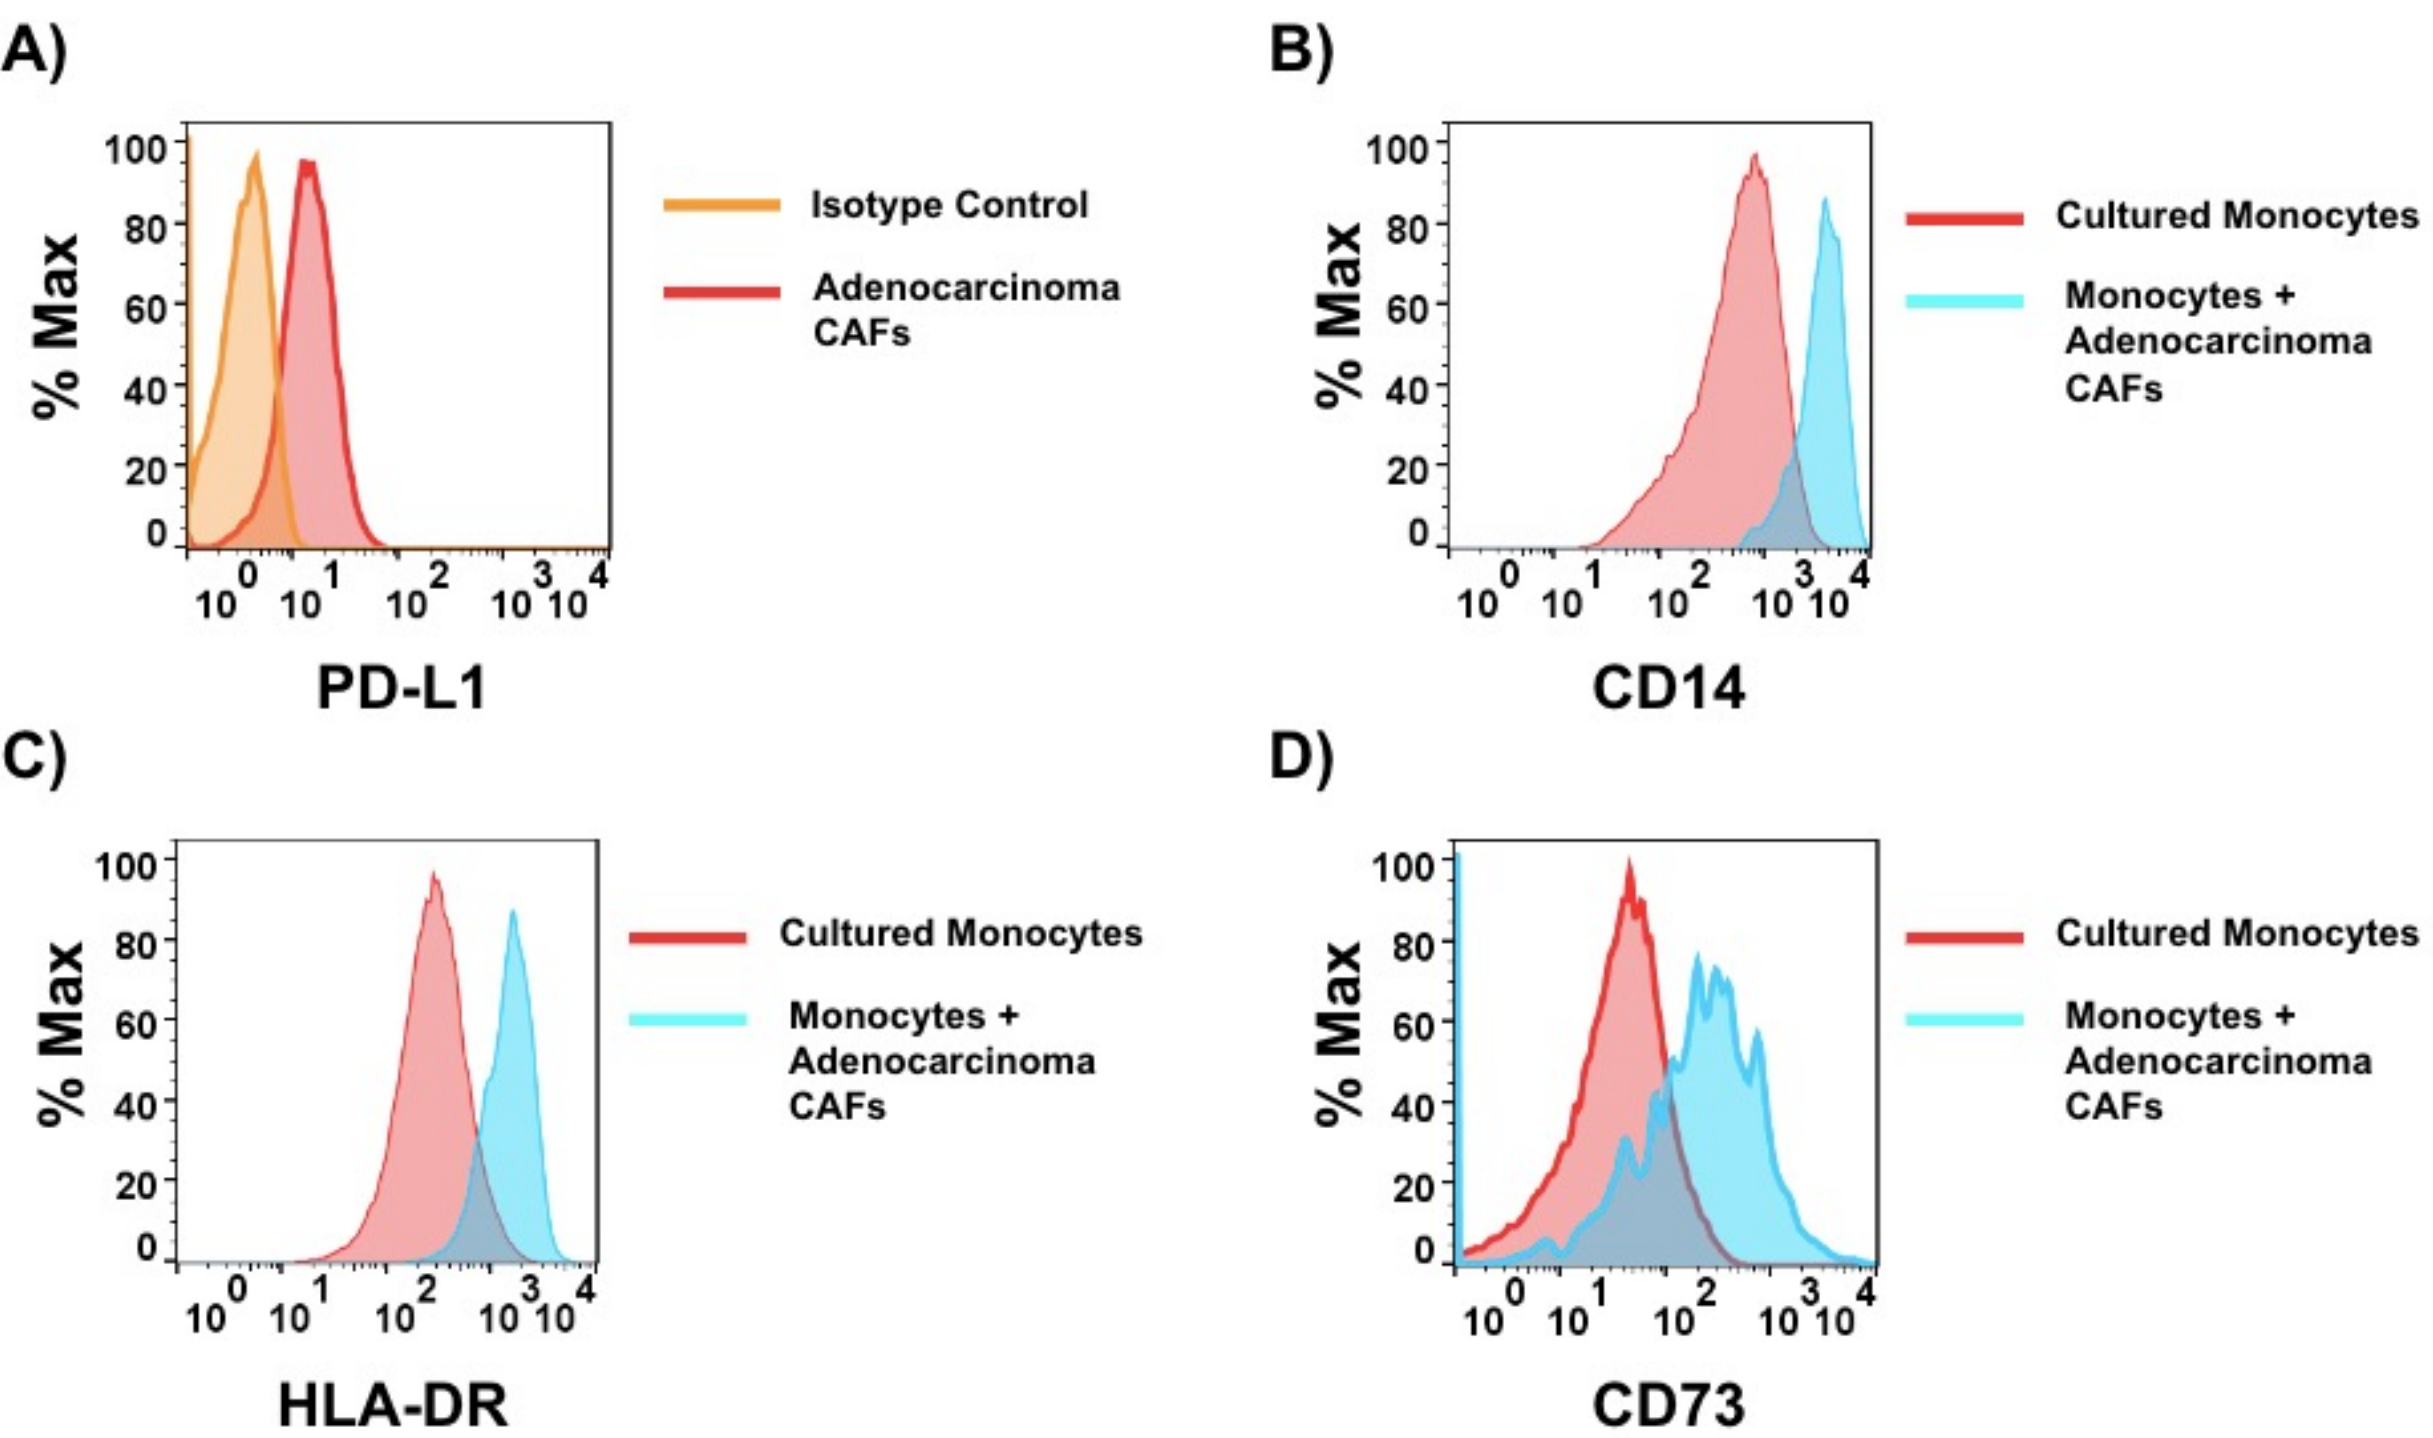 A)
% Max
100
80
60
40
20
0
10^0 10^1 10^2 10^3 10^4
PD-L1
Isotype Control
Adenocarcinoma
CAFs
B)
% Max
100
80
60
40
20
0
10^0 10^1 10^2 10^3 10^4
CD14
Cultured Monocytes
Monocytes +
Adenocarcinoma
CAFs
C)
% Max
100
80
60
40
20
0
10^0 10^1 10^2 10^3 10^4
HLA-DR
Cultured Monocytes
Monocytes +
Adenocarcinoma
CAFs
D)
% Max
100
80
60
40
20
0
10^0 10^1 10^2 10^3 10^4
CD73
Cultured Monocytes
Monocytes +
Adenocarcinoma
CAFs